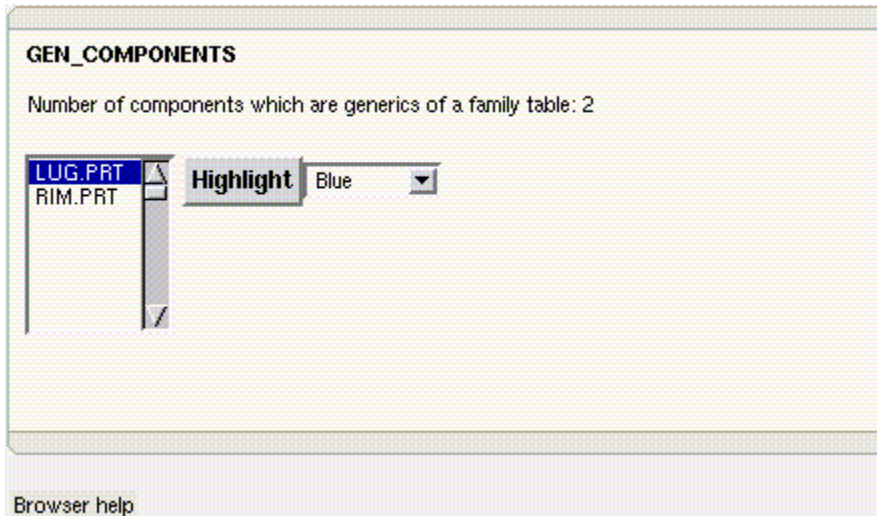 GEN_COMPONENTS
Number of components which are generics of a family table: 2
LUG.PRT
RIM.PRT
Highlight
Blue
Browser help